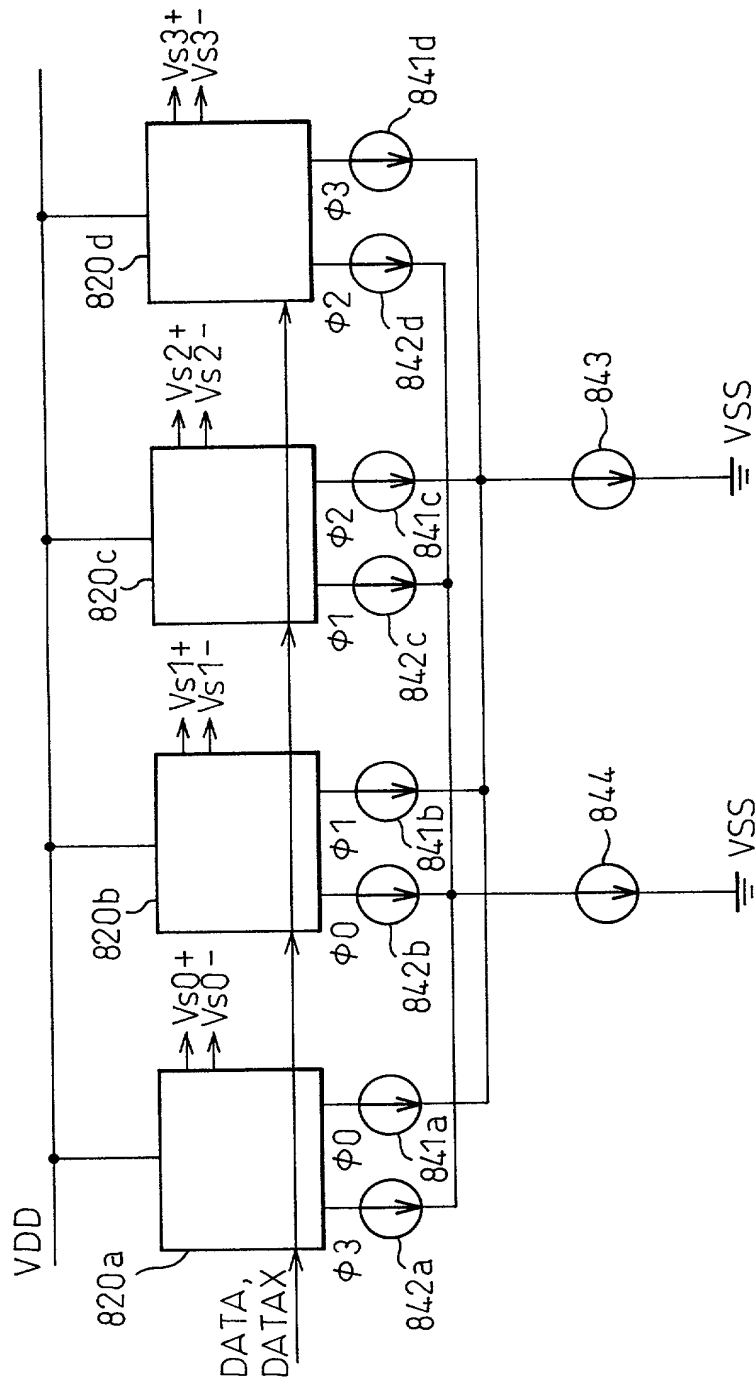 VDD
820a
820b
820c
820d
Vs0+
Vs0-
Vs1+
Vs1-
Vs2+
Vs2-
Vs3+
Vs3-
DATA,
DATAX
Φ3
Φ0
Φ0
Φ1
Φ1
Φ2
Φ2
Φ3
842a
841a
842b
841b
842c
841c
842d
841d
844
843
VSS
VSS